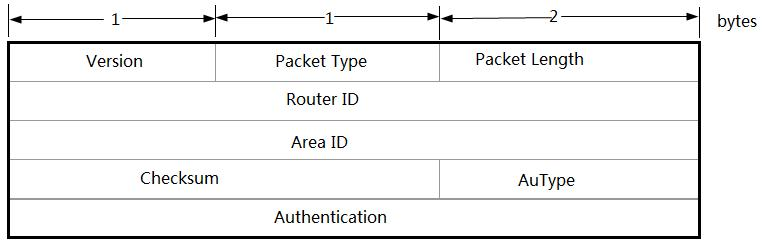 1 1 2 bytes
Version Packet Type Packet Length
Router ID
Area ID
Checksum AuType
Authentication